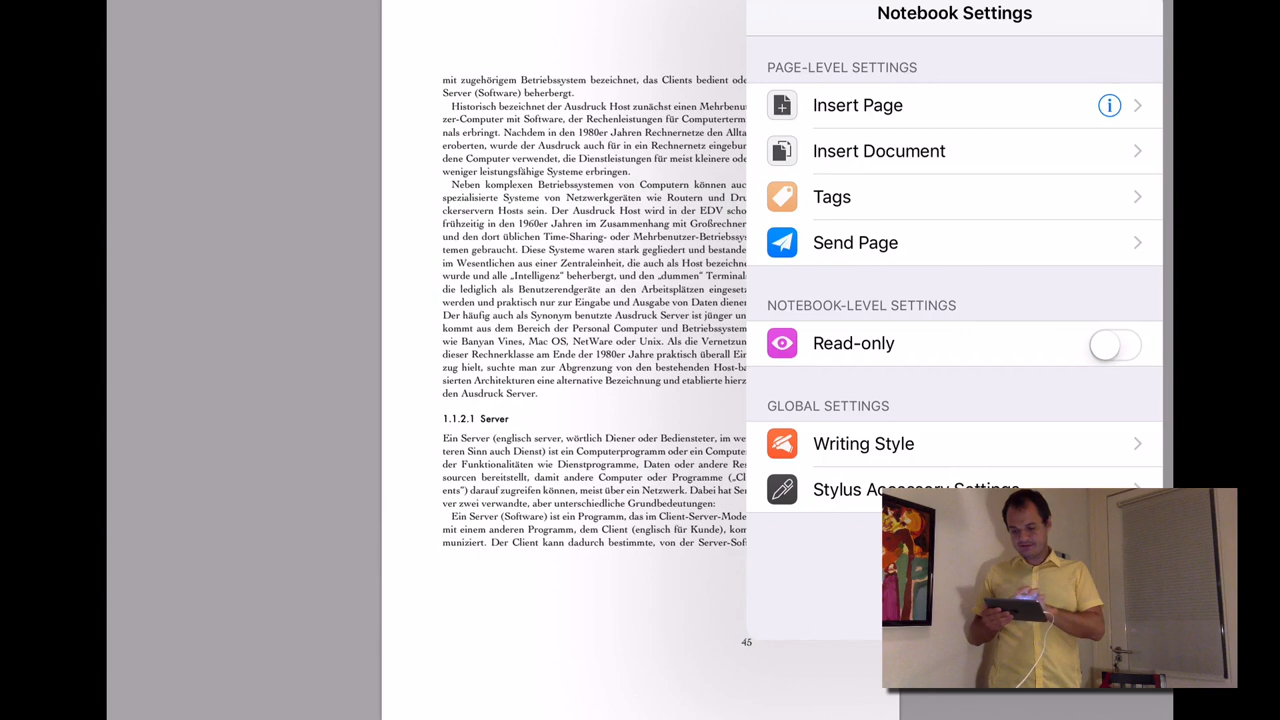 mit zugehörigem Betriebssystem bezeichnet, das Clients bedient ode
Server (Software) beherbergt.
Historisch bezeichnet der Ausdruck Host zunächst einen Mehrbenut
zer-Computer mit Software, der Rechenleistungen für Computerterm
nals erbringt. Nachdem in den 1980er Jahren Rechnernetze den Allta
eroberten, wurde der Ausdruck auch für in ein Rechnernetz eingebun
dene Computer verwendet, die Dienstleistungen für meist kleinere ode
weniger leistungsfähige Systeme erbringen.
Neben komplexen Betriebssystemen von Computern können auc
spezialisierte Systeme von Netzwerkgeräten wie Routern und Dru
ckerservern Hosts sein. Der Ausdruck Host wird in der EDV scho
frühzeitig in den 1960er Jahren im Zusammenhang mit Großrechner
und den dort üblichen Time-Sharing- oder Mehrbenutzer-Betriebssys
temen gebraucht. Diese Systeme waren stark gegliedert und bestande
im Wesentlichen aus einer Zentraleinheit, die auch als Host bezeichne
wurde und alle „Intelligenz“ beherbergt, und den „dummen“ Terminal
die lediglich als Benutzerendgeräte an den Arbeitsplätzen eingesetz
werden und praktisch nur zur Eingabe und Ausgabe von Daten diener
Der häufig auch als Synonym benutzte Ausdruck Server ist jünger un
kommt aus dem Bereich der Personal Computer und Betriebssystem
wie Banyan Vines, Mac OS, NetWare oder Unix. Als die Vernetzun
dieser Rechnerklasse am Ende der 1980er Jahre praktisch überall Ein
zug hielt, suchte man zur Abgrenzung von den bestehenden Host-ba
sierten Architekturen eine alternative Bezeichnung und etablierte hierz
den Ausdruck Server.
1.1.2.1 Server
Ein Server (englisch server, wörtlich Diener oder Bediensteter, im we
teren Sinn auch Dienst) ist ein Computerprogramm oder ein Compute
der Funktionalitäten wie Dienstprogramme, Daten oder andere Res
sourcen bereitstellt, damit andere Computer oder Programme („Cl
ents“) darauf zugreifen können, meist über ein Netzwerk. Dabei hat Ser
ver zwei verwandte, aber unterschiedliche Grundbedeutungen:
Ein Server (Software) ist ein Programm, das im Client-Server-Mode
mit einem anderen Programm, dem Client (englisch für Kunde), kom
muniziert. Der Client kann dadurch bestimmte, von der Server-Soft
45
Notebook Settings
PAGE-LEVEL SETTINGS
Insert Page
Insert Document
Tags
Send Page
NOTEBOOK-LEVEL SETTINGS
Read-only
GLOBAL SETTINGS
Writing Style
Stylus Accessory Settings